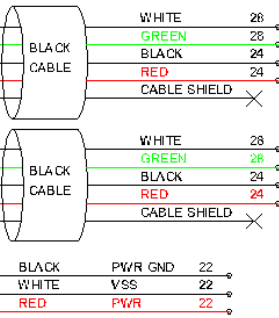 WHITE 28
GREEN 28
BLACK CABLE
BLACK 24
RED 24
CABLE SHIELD
WHITE 28
GREEN 28
BLACK CABLE
BLACK 24
RED 24
CABLE SHIELD
BLACK PWR GND 22
WHITE VSS 22
RED PWR 22